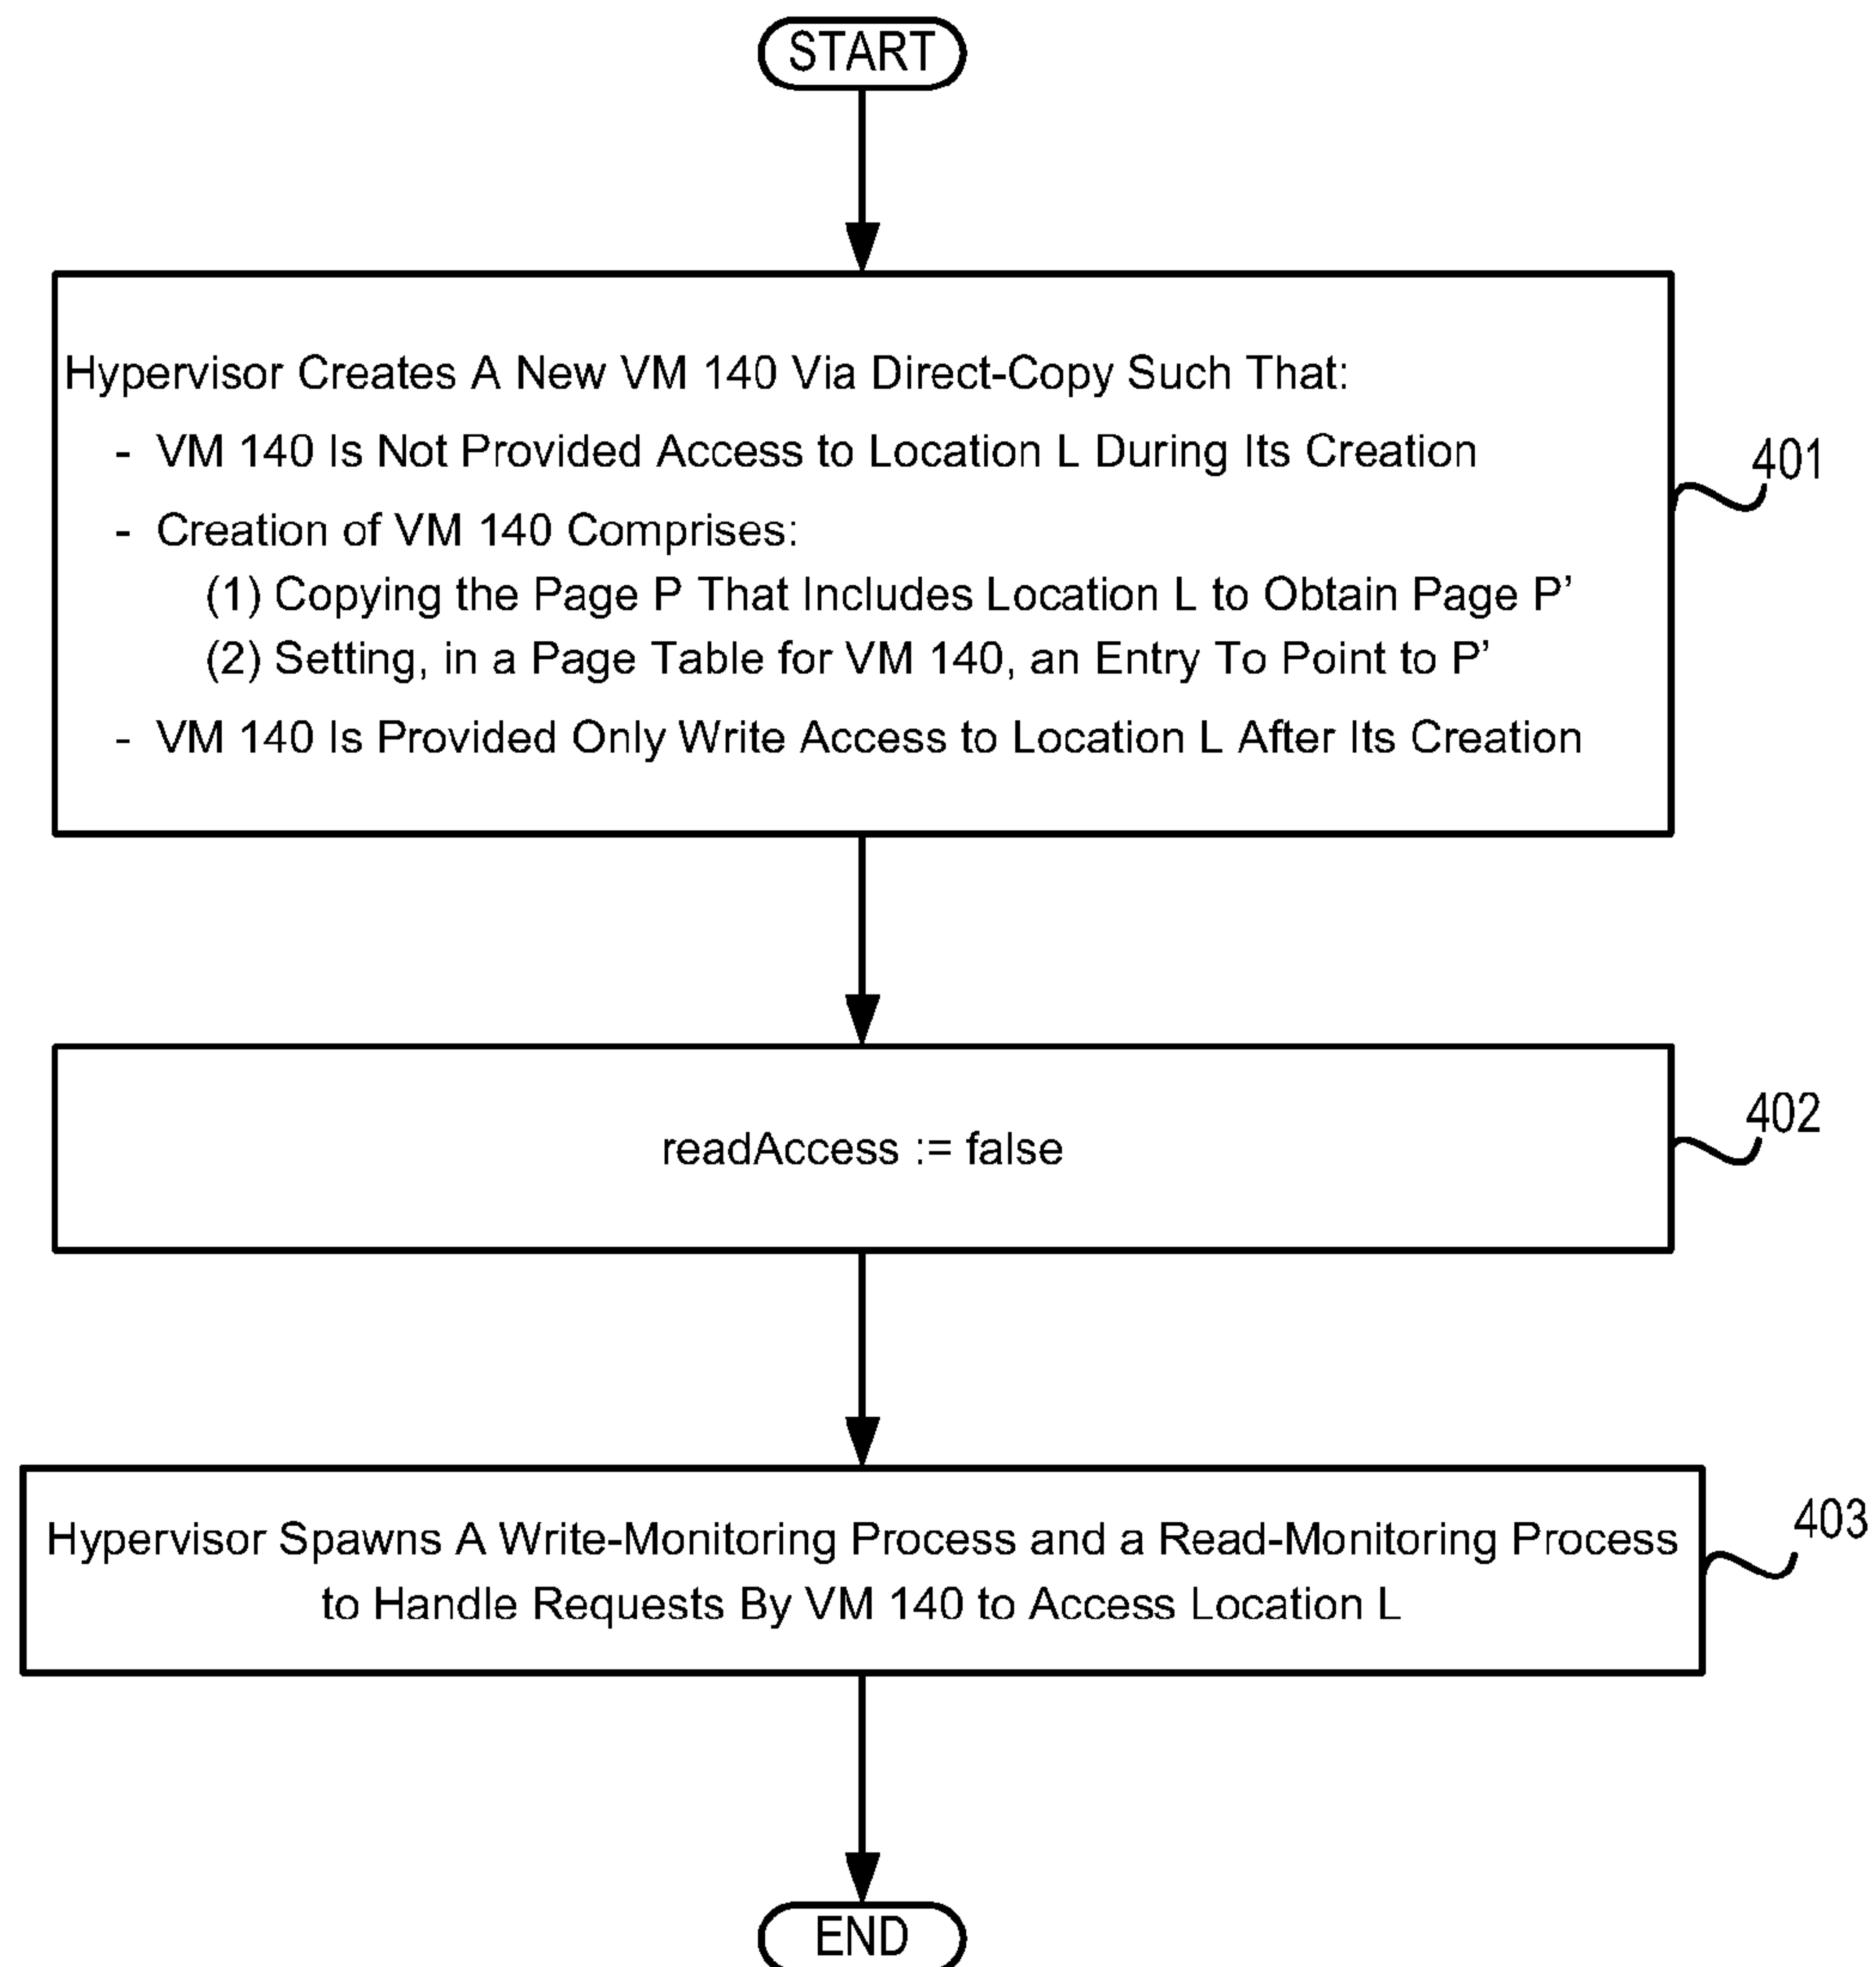 START
Hypervisor Creates A New VM 140 Via Direct-Copy Such That:
- VM 140 Is Not Provided Access to Location L During Its Creation
401
- Creation of VM 140 Comprises:
(1) Copying the Page P That Includes Location L to Obtain Page P’
(2) Setting, in a Page Table for VM 140, an Entry To Point to P’
- VM 140 Is Provided Only Write Access to Location L After Its Creation
402
readAccess := false
403
Hypervisor Spawns A Write-Monitoring Process and a Read-Monitoring Process
to Handle Requests By VM 140 to Access Location L
END